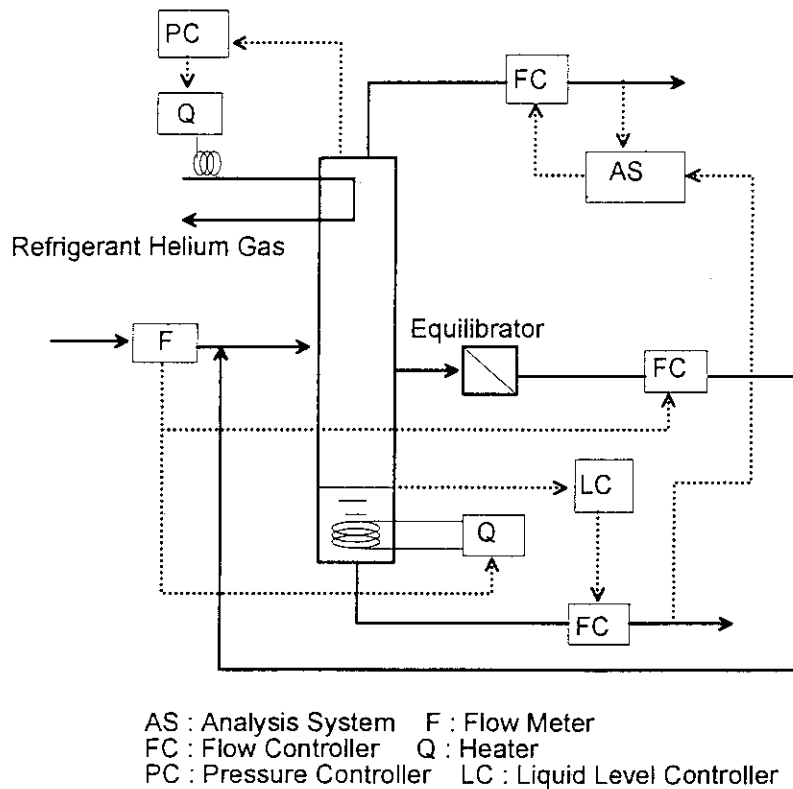 PC
FC
Q
AS
Refrigerant Helium Gas
Equilibrator
F
FC
LC
Q
FC
AS : Analysis System F : Flow Meter
FC : Flow Controller Q : Heater
PC : Pressure Controller LC : Liquid Level Controller